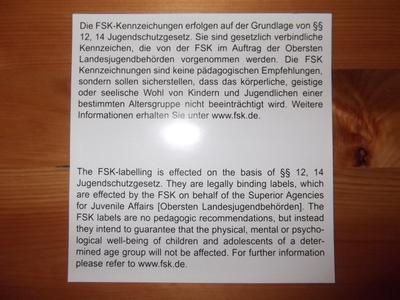 Die FSK-Kennzeichungen erfolgen auf der Grundlage von §§
12, 14 Jugendschutzgesetz. Sie sind gesetzlich verbindliche
Kennzeichen, die von der FSK im Auftrag der Obersten
Landesjugendbehörden vorgenommen werden. Die FSK
Kennzeichnungen sind keine pädagogischen Empfehlungen,
sondern sollen sicherstellen, dass das körperliche, geistige
oder seelische Wohl von Kindern und Jugendlichen einer
bestimmten Altersgruppe nicht beeinträchtigt wird. Weitere
Informationen erhalten Sie unter www.fsk.de.
The FSK-labelling is effected on the basis of §§ 12, 14
Jugendschutzgesetz. They are legally binding labels, which
are effected by the FSK on behalf of the Superior Agencies
for Juvenile Affairs [Obersten Landesjugendbehörden]. The
FSK labels are no pedagogic recommendations, but instead
they intend to guarantee that the physical, mental or psycho-
logical well-being of children and adolescents of a deter-
mined age group will not be affected. For further information
please refer to www.fsk.de.